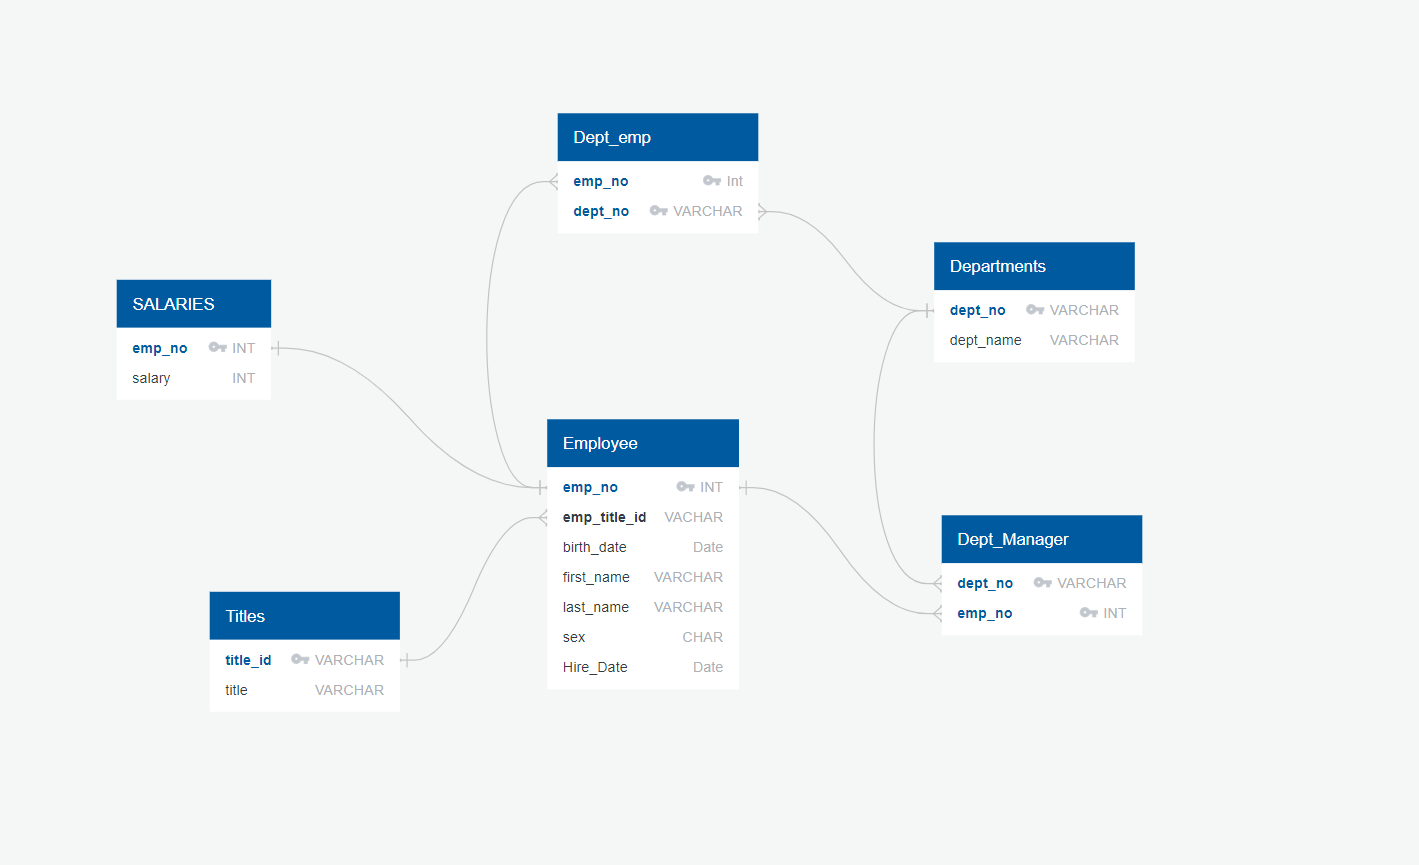 Dept_emp
emp_no Int
dept_no VARCHAR
Departments
dept_no VARCHAR
dept_name VARCHAR
SALARIES
emp_no INT
salary INT
Employee
emp_no INT
emp_title_id VACHAR
birth_date Date
first_name VARCHAR
last_name VARCHAR
sex CHAR
Hire_Date Date
Dept_Manager
dept_no VARCHAR
emp_no INT
Titles
title_id VARCHAR
title VARCHAR